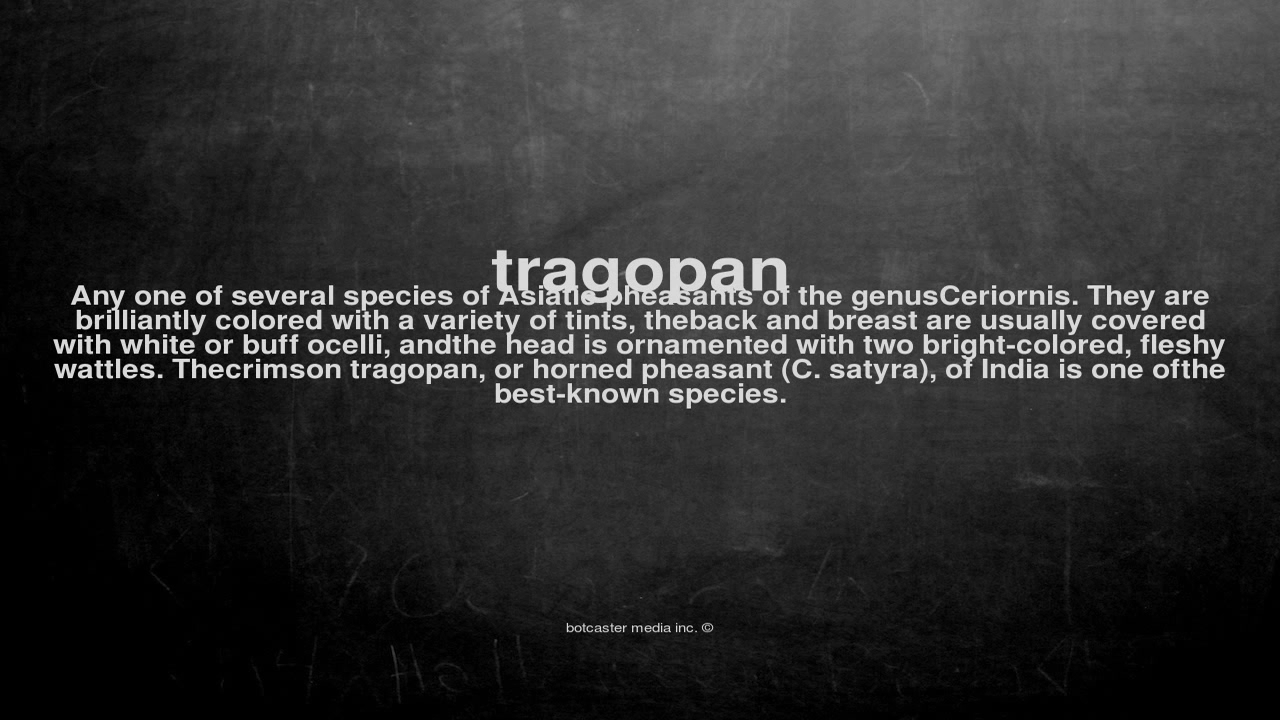 tragopan
Any one of several species of Asiatic pheasants of the genusCeriornis. They are
brilliantly colored with a variety of tints, theback and breast are usually covered
with white or buff ocelli, andthe head is ornamented with two bright-colored, fleshy
wattles. Thecrimson tragopan, or horned pheasant (C. satyra), of India is one ofthe
best-known species.
botcaster media inc. ©